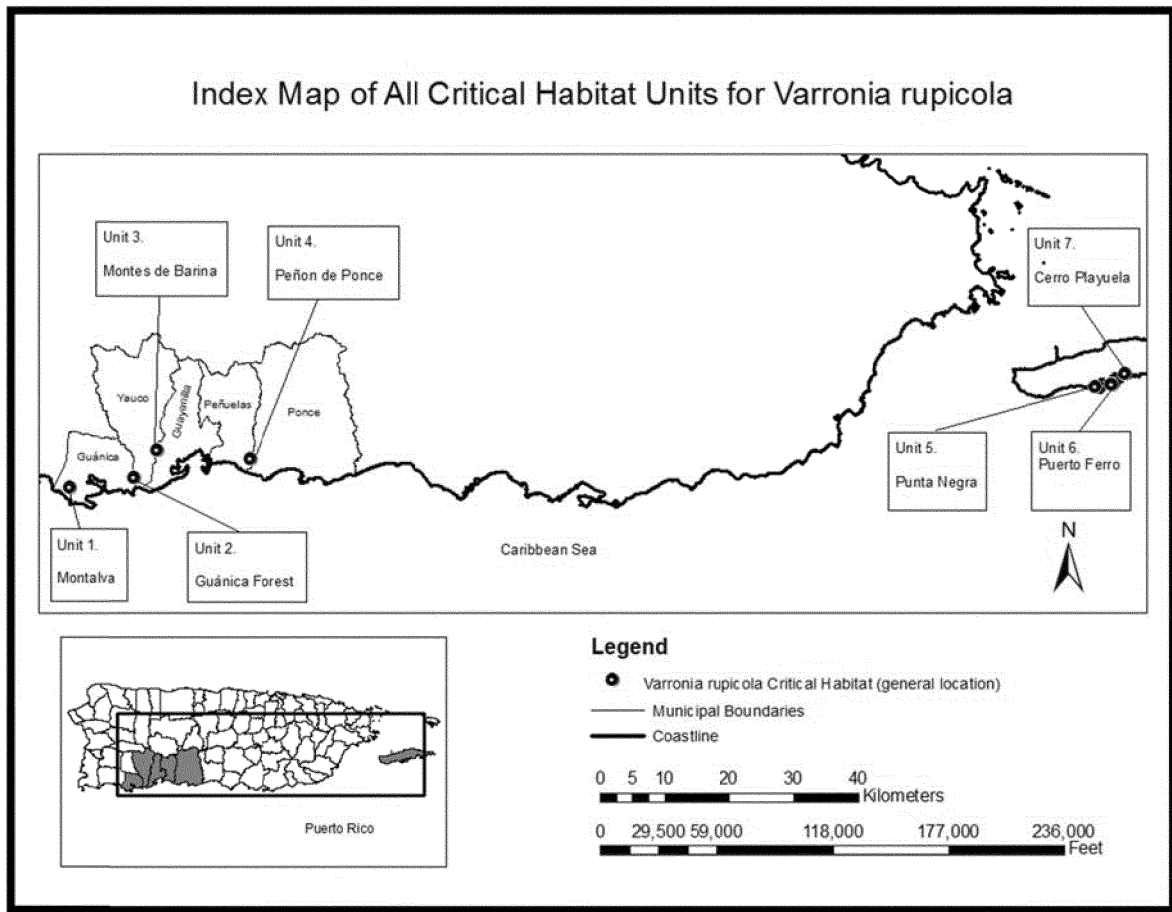 Index Map of All Critical Habitat Units for Varronia rupicola
Unit 3.
Montes de Barina
Unit 4.
Peñon de Ponce
Unit 7.
Cerro Playuela
Yauco
Guayanilla
Peñuelas
Ponce
Guánica
Unit 5.
Punta Negra
Unit 6.
Puerto Ferro
Unit 1.
Montalva
Unit 2.
Guánica Forest
Caribbean Sea
N
Puerto Rico
Legend
Varronia rupicola Critical Habitat (general location)
Municipal Boundaries
Coastline
0 5 10 20 30 40
Kilometers
0 29,500 59,000 118,000 177,000 236,000
Feet